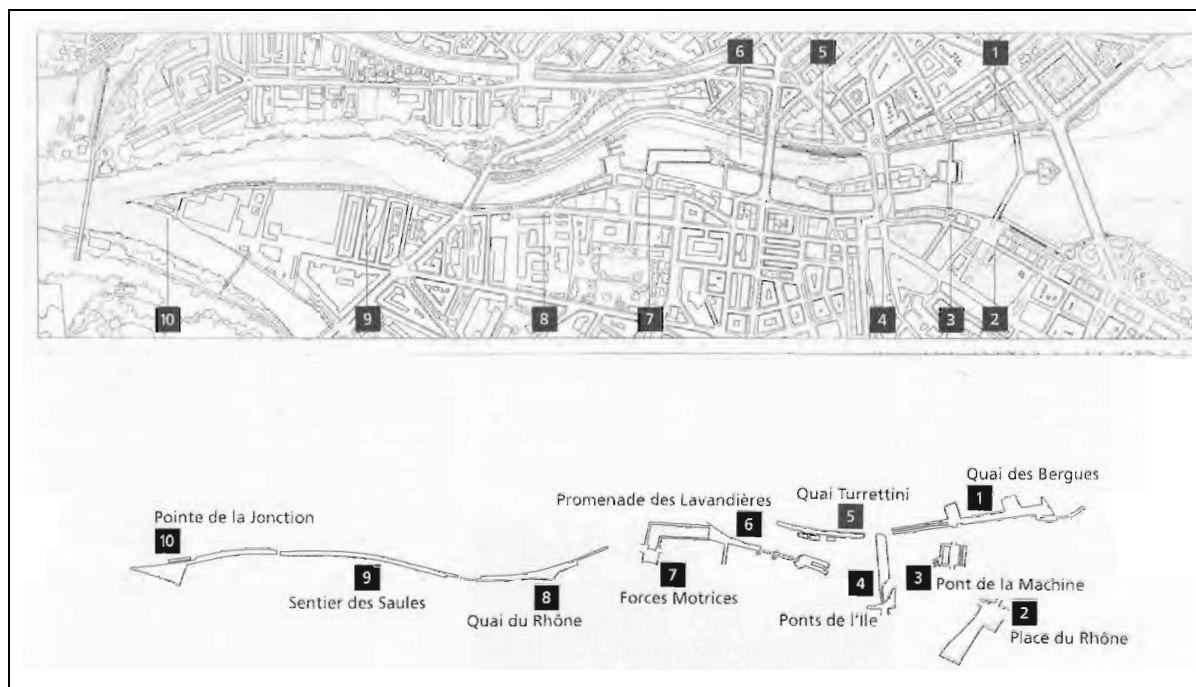 6
5
1
10
9
8
7
4
3
2
Quai des Bergues
1
Promenade des Lavandières
6
Quai Turrettini
5
Pointe de la Jonction
10
9
Sentier des Saules
8
Quai du Rhône
7
Forces Motrices
4
Ponts de l'Ile
3
Pont de la Machine
2
Place du Rhône